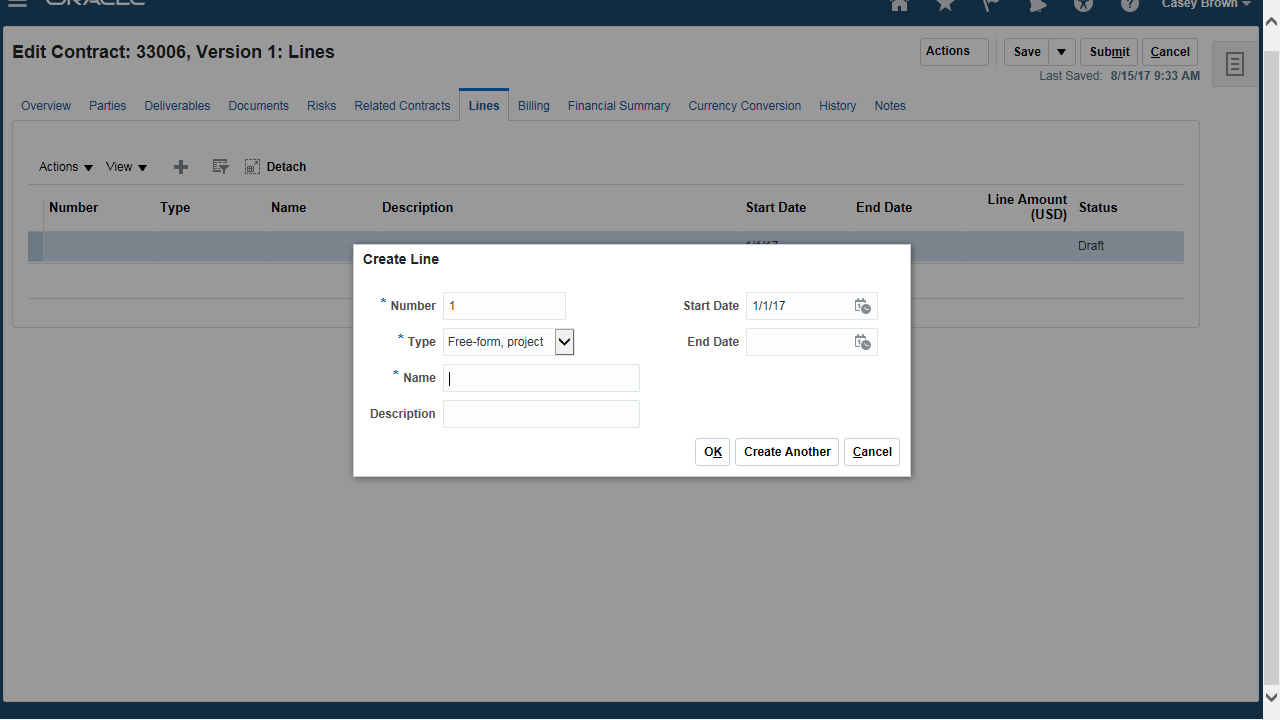 ORACLE
Casey Brown
Edit Contract: 33006, Version 1: Lines
Actions
Save
Submit
Cancel
Last Saved: 8/15/17 9:33 AM
Overview Parties Deliverables Documents Risks Related Contracts Lines Billing Financial Summary Currency Conversion History Notes
Actions View Detach
Number Type Name Description Start Date End Date Line Amount (USD) Status
1/1/17 Draft
Create Line
* Number 1
* Type Free-form, project
* Name
Description
Start Date 1/1/17
End Date
OK Create Another Cancel